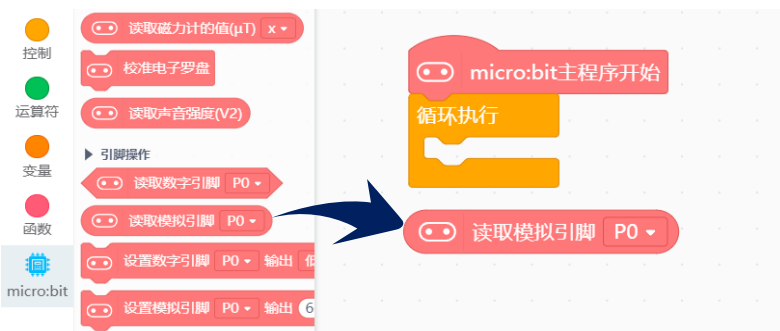 控制
运算符
变量
函数
micro:bit
读取磁力计的值(μT) x
校准电子罗盘
读取声音强度(V2)
引脚操作
读取数字引脚 P0
读取模拟引脚 P0
设置数字引脚 P0 输出
设置模拟引脚 P0 输出 6
micro:bit主程序开始
循环执行
读取模拟引脚 P0